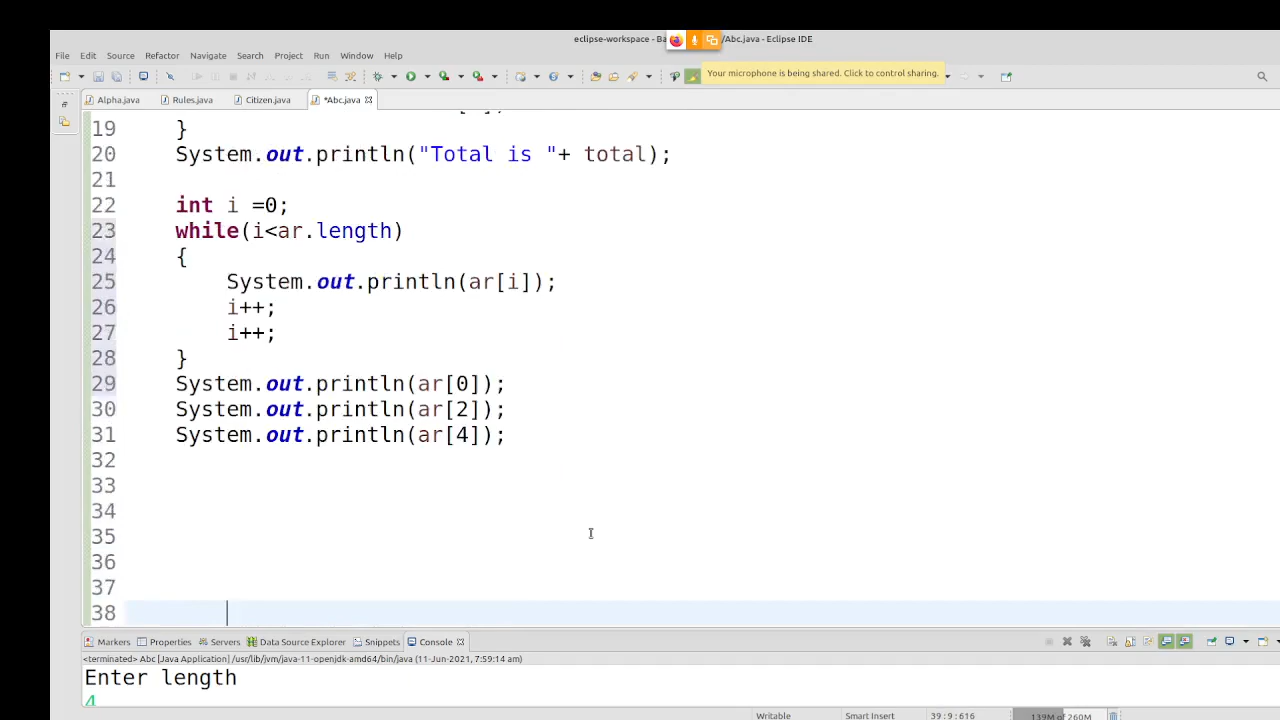 eclipse-workspace - Ba /Abc.java - Eclipse IDE
File Edit Source Refactor Navigate Search Project Run Window Help
Your microphone is being shared. Click to control sharing.
Alpha.java Rules.java Citizen.java *Abc.java
19 }
20 System.out.println("Total is "+ total);
21
22 int i =0;
23 while(i<ar.length)
24 {
25 System.out.println(ar[i]);
26 i++;
27 i++;
28 }
29 System.out.println(ar[0]);
30 System.out.println(ar[2]);
31 System.out.println(ar[4]);
32
33
34
35
36
37
38
Markers Properties Servers Data Source Explorer Snippets Console
<terminated> Abc [Java Application] /usr/lib/jvm/java-11-openjdk-amd64/bin/java (11-Jun-2021, 7:59:14 am)
Enter length
4
Writable Smart Insert 39:9:616 139M of 260M